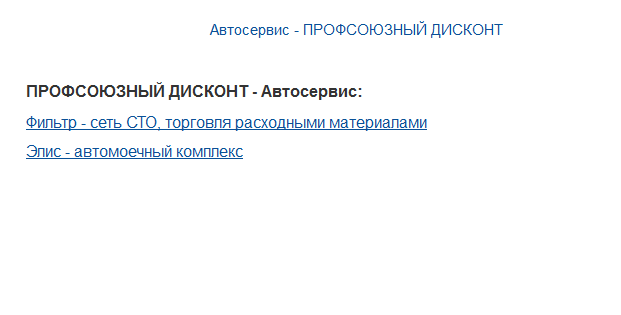 Автосервис - ПРОФСОЮЗНЫЙ ДИСКОНТ
ПРОФСОЮЗНЫЙ ДИСКОНТ - Автосервис:
Фильтр - сеть СТО, торговля расходными материалами
Элис - автомоечный комплекс